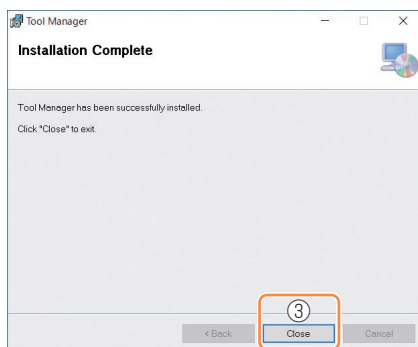 Tool Manager
Installation Complete
Tool Manager has been successfully installed.
Click "Close" to exit.
③
< Back
Close
Cancel